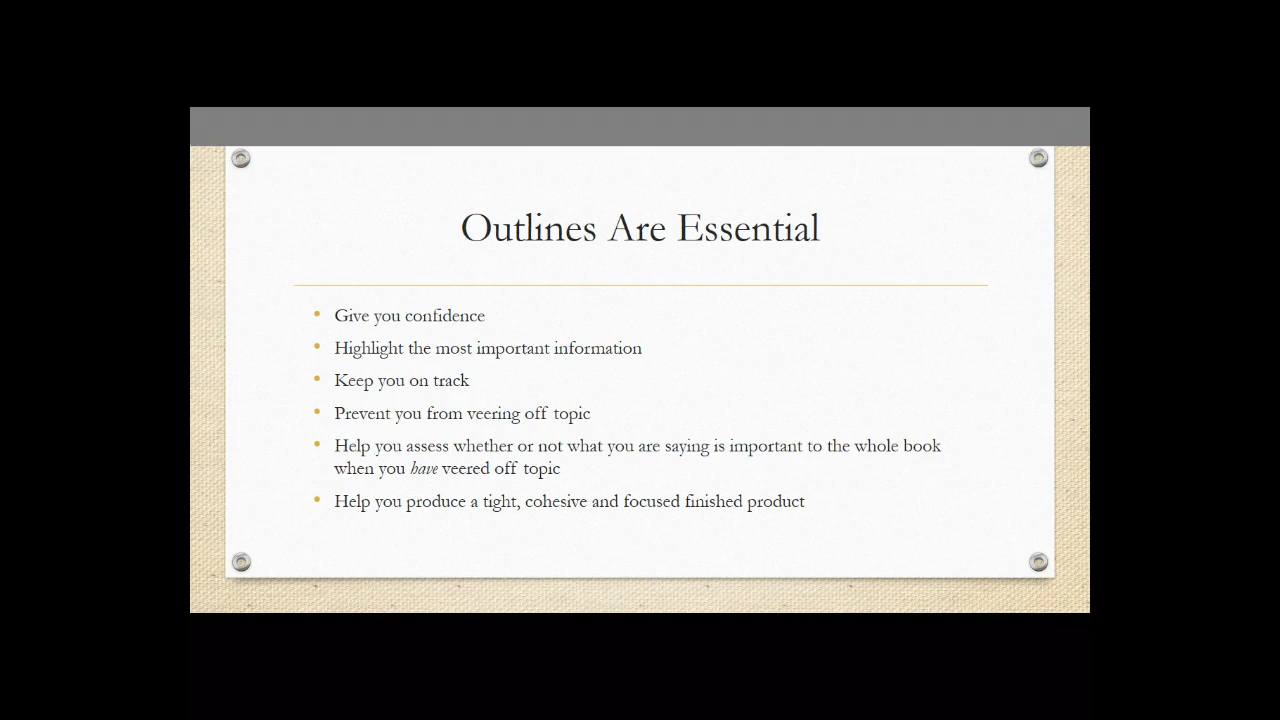 Outlines Are Essential
• Give you confidence
• Highlight the most important information
• Keep you on track
• Prevent you from veering off topic
• Help you assess whether or not what you are saying is important to the whole book
when you have veered off topic
• Help you produce a tight, cohesive and focused finished product